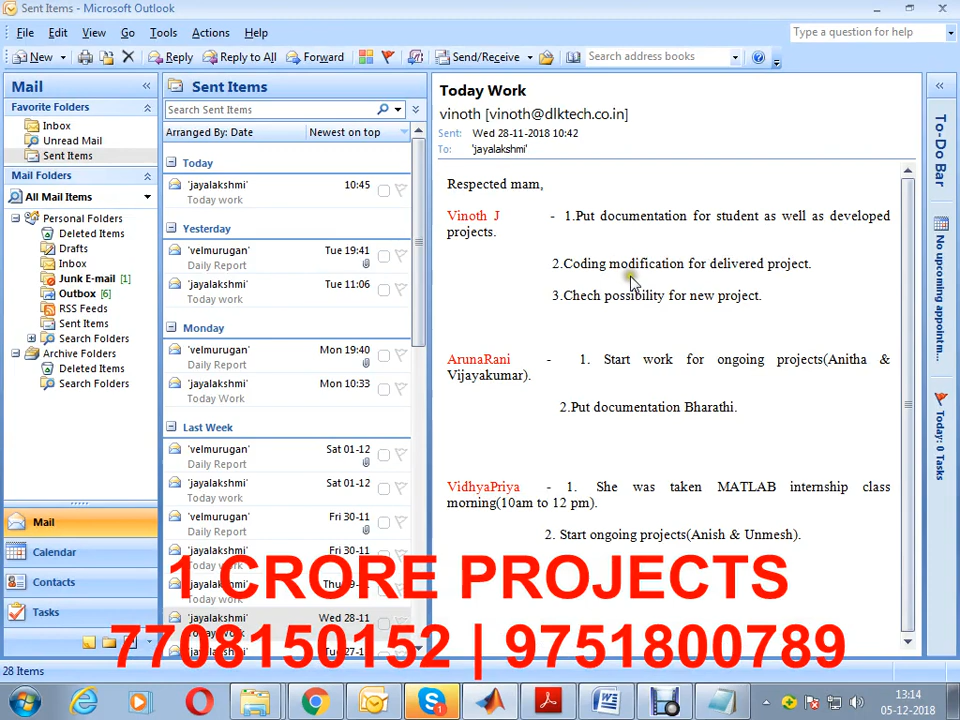 Sent Items - Microsoft Outlook
File Edit View Go Tools Actions Help
Type a question for help
New Reply Reply to All Forward Send/Receive Search address books
Mail
Favorite Folders
Inbox
Unread Mail
Sent Items
Mail Folders
All Mail Items
Personal Folders
Deleted Items
Drafts
Inbox
Junk E-mail [1]
Outbox [6]
RSS Feeds
Sent Items
Search Folders
Archive Folders
Deleted Items
Search Folders
Mail
Calendar
Contacts
Tasks
Sent Items
Search Sent Items
Arranged By: Date Newest on top
Today
'jayalakshmi' 10:45
Today work
Yesterday
'velmurugan' Tue 19:41
Daily Report
'jayalakshmi' Tue 11:06
Today work
Monday
'velmurugan' Mon 19:40
Daily Report
'jayalakshmi' Mon 10:33
Today Work
Last Week
'velmurugan' Sat 01-12
Daily Report
'jayalakshmi' Sat 01-12
Today work
'velmurugan' Fri 30-11
Daily Report
'jayalakshmi' Fri 30-11
'jayalakshmi'
Today work
'jayalakshmi' Wed 28-11
Today Work
'jayalakshmi' Tue 27-1
Today Work
vinoth [vinoth@dlktech.co.in]
Sent: Wed 28-11-2018 10:42
To: 'jayalakshmi'
Respected mam,
Vinoth J - 1.Put documentation for student as well as developed
projects.
2.Coding modification for delivered project.
3.Chech possibility for new project.
ArunaRani - 1. Start work for ongoing projects(Anitha &
Vijayakumar).
2.Put documentation Bharathi.
VidhyaPriya - 1. She was taken MATLAB internship class
morning(10am to 12 pm).
2. Start ongoing projects(Anish & Unmesh).
To-Do Bar
No upcoming appointm...
Today: 0 Tasks
1 CRORE PROJECTS
7708150152 | 9751800789
28 Items
1
13:14
05-12-2018